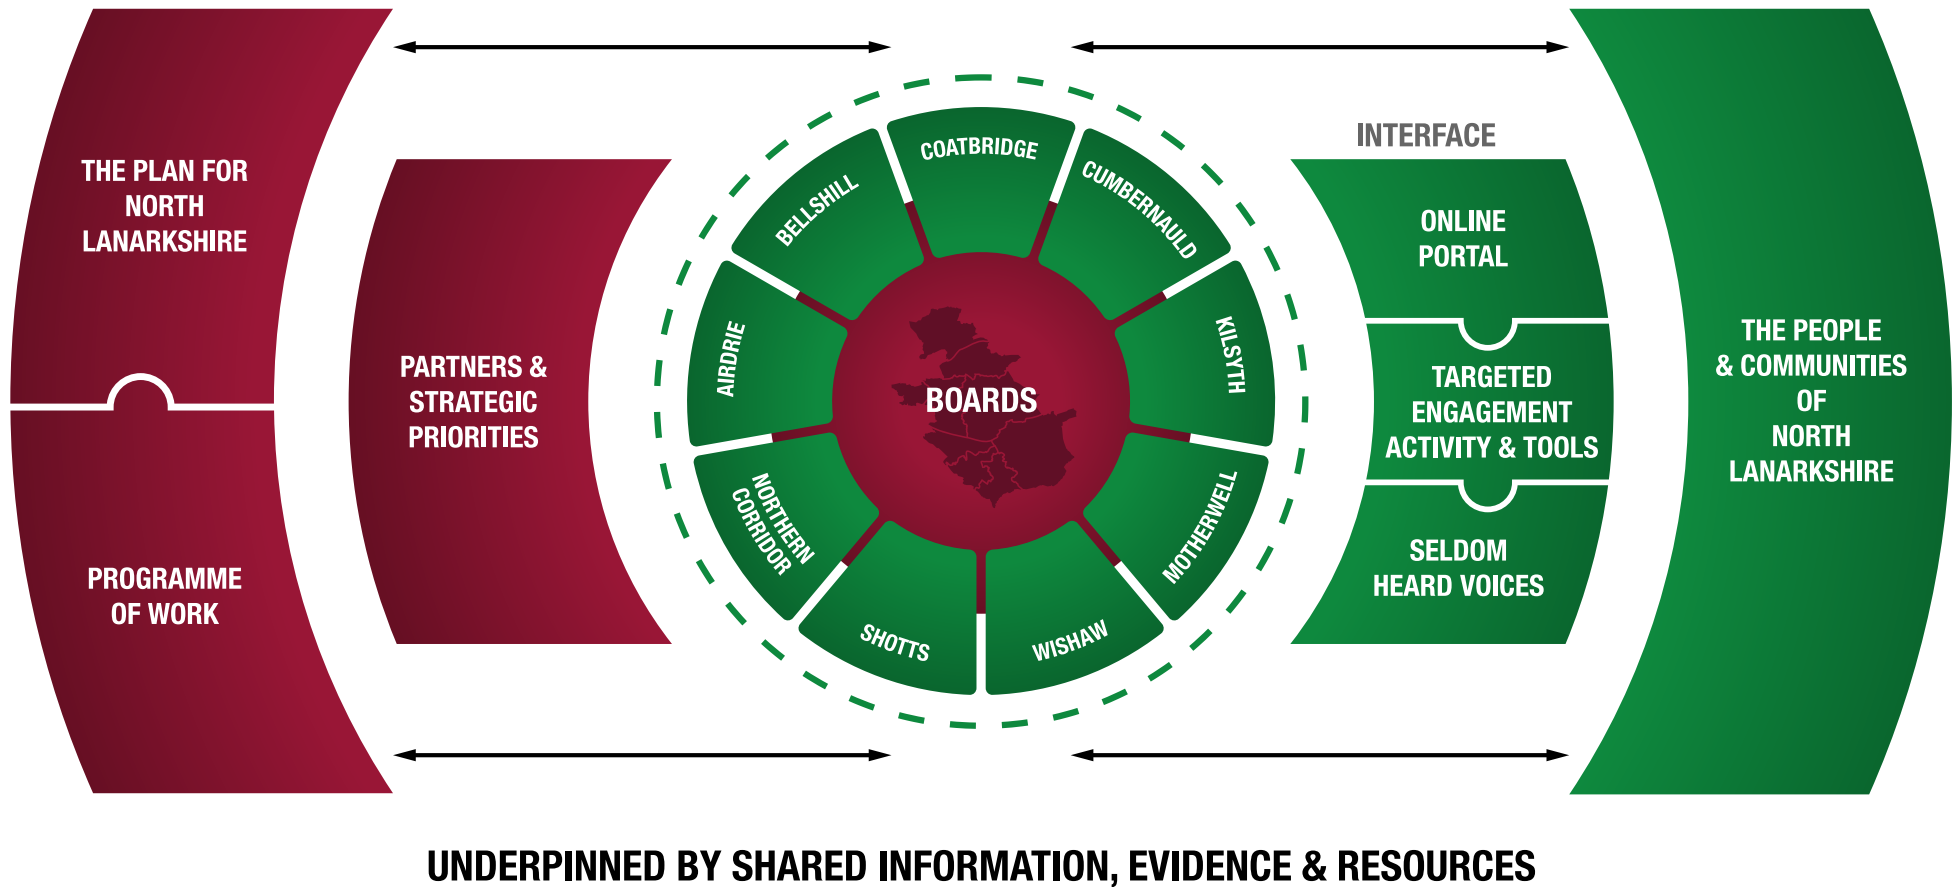 THE PLAN FOR
NORTH
LANARKSHIRE
PROGRAMME
OF WORK
PARTNERS &
STRATEGIC
PRIORITIES
COATBRIDGE
CUMBERNAULD
KILSYTH
MOTHERWELL
WISHAW
SHOTTS
NORTHERN
CORRIDOR
AIRDRIE
BELLSHILL
BOARDS
INTERFACE
ONLINE
PORTAL
TARGETED
ENGAGEMENT
ACTIVITY & TOOLS
SELDOM
HEARD VOICES
THE PEOPLE
& COMMUNITIES
OF
NORTH
LANARKSHIRE
UNDERPINNED BY SHARED INFORMATION, EVIDENCE & RESOURCES